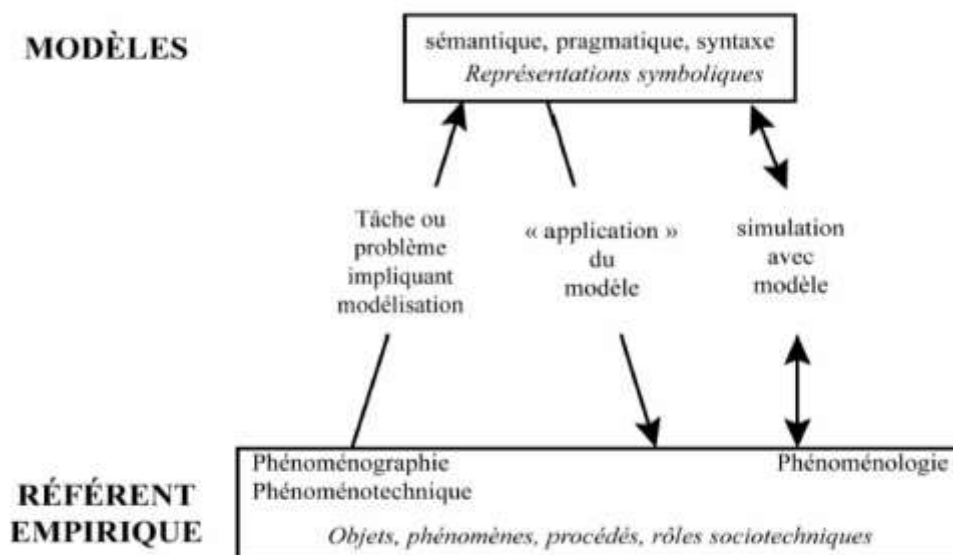 MODÈLES
sémantique, pragmatique, syntaxe
Représentations symboliques
Tâche ou
problème
impliquant
modélisation
« application »
du
modèle
simulation
avec
modèle
Phénoménographie
Phénoménologie
Phénoménotechnique
RÉFÉRENT
EMPIRIQUE
Objets, phénomènes, procédés, rôles sociotechniques